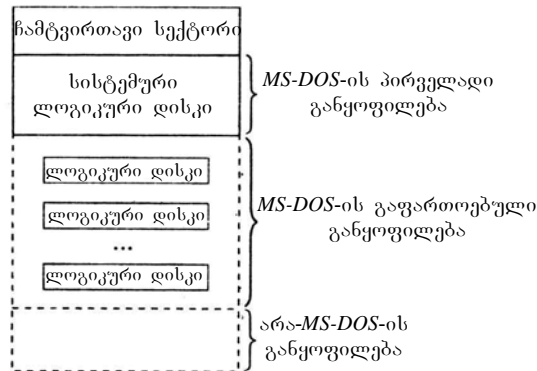 ჩამტვირთავი სექტორი
სისტემური
ლოგიკური დისკი
MS-DOS-ის პირველადი
განყოფილება
ლოგიკური დისკი
ლოგიკური დისკი
...
ლოგიკური დისკი
MS-DOS-ის გაფართოებული
განყოფილება
არა-MS-DOS-ის
განყოფილება